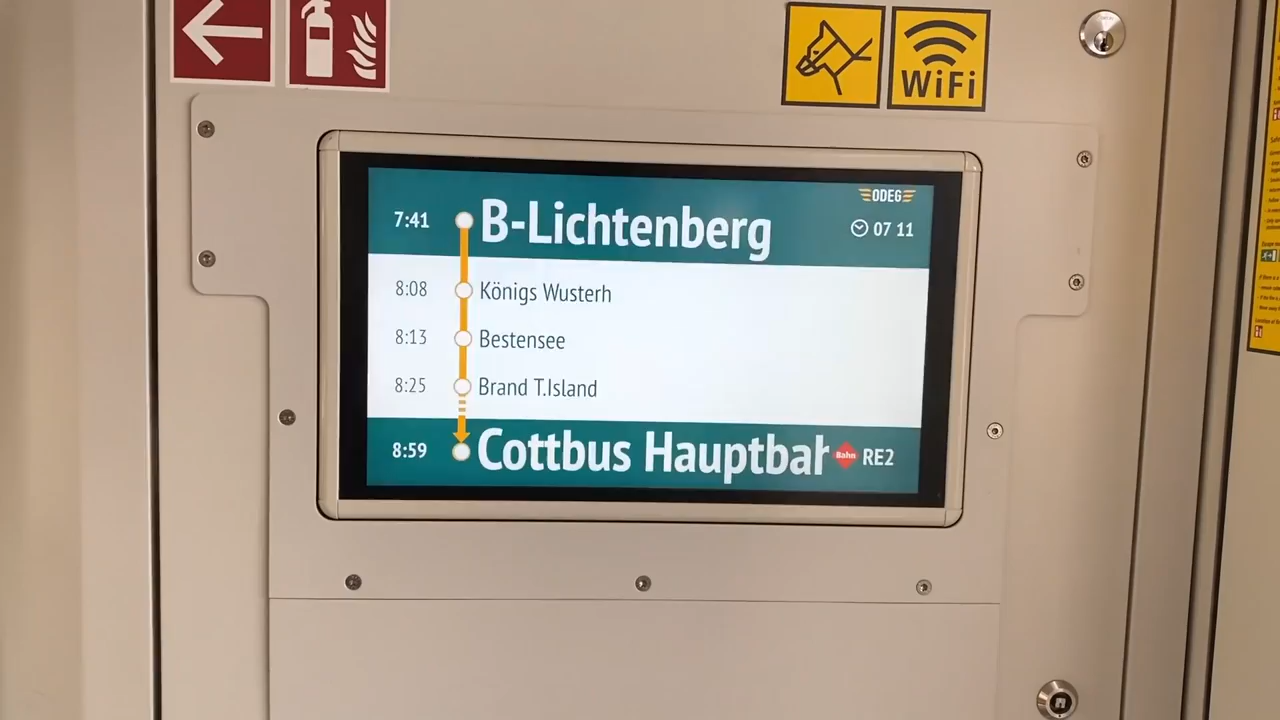 WiFi
ODEG
7:41 B-Lichtenberg 07 11
8:08 Königs Wusterh
8:13 Bestensee
8:25 Brand T.Island
8:59 Cottbus Hauptbah Bahn RE2